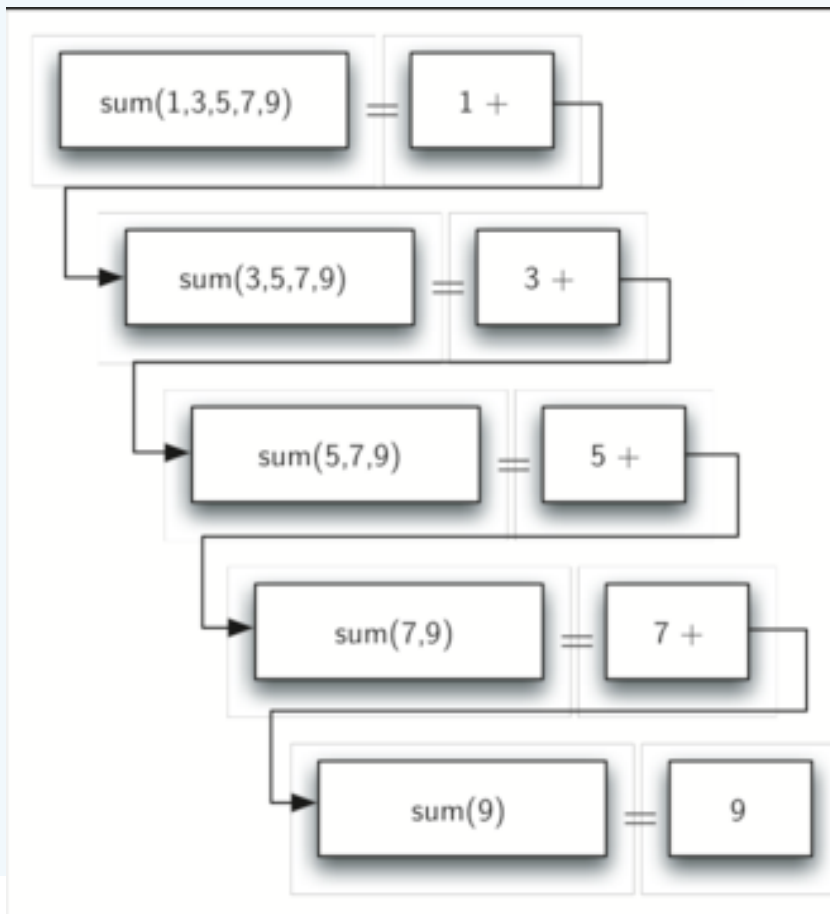 sum(1,3,5,7,9) = 1 +
sum(3,5,7,9) = 3 +
sum(5,7,9) = 5 +
sum(7,9) = 7 +
sum(9) = 9